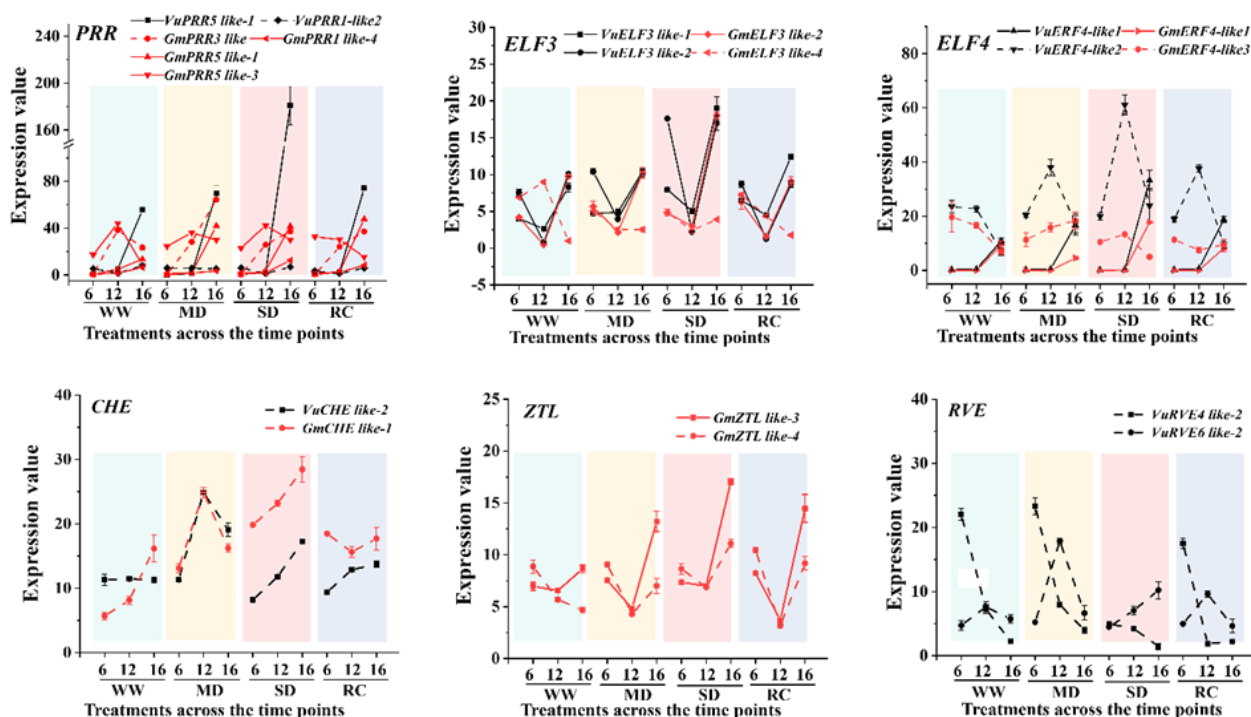 PRR
VuPRR5 like-1 VuPRR1-like2
GmPRR3 like GmPRR1 like-4
GmPRR5 like-1
GmPRR5 like-3
Expression value
240
200
160
80
40
0
6 12 16 6 12 16 6 12 16 6 12 16
WW MD SD RC
Treatments across the time points
ELF3
VuELF3 like-1 GmELF3 like-2
VuELF3 like-2 GmELF3 like-4
Expression value
30
25
20
15
10
5
0
-5
6 12 16 6 12 16 6 12 16 6 12 16
WW MD SD RC
Treatments across the time points
ELF4
VuERF4-like1 GmERF4-like1
VuERF4-like2 GmERF4-like3
Expression value
80
60
40
20
0
6 12 16 6 12 16 6 12 16 6 12 16
WW MD SD RC
Treatments across the time points
CHE
VuCHE like-2
GmCHE like-1
Expression value
40
30
20
10
0
6 12 16 6 12 16 6 12 16 6 12 16
WW MD SD RC
Treatments across the time points
ZTL
GmZTL like-3
GmZTL like-4
Expression value
25
20
15
10
5
0
6 12 16 6 12 16 6 12 16 6 12 16
WW MD SD RC
Treatments across the time points
RVE
VuRVE4 like-2
VuRVE6 like-2
Expression value
40
30
20
10
0
6 12 16 6 12 16 6 12 16 6 12 16
WW MD SD RC
Treatments across the time points